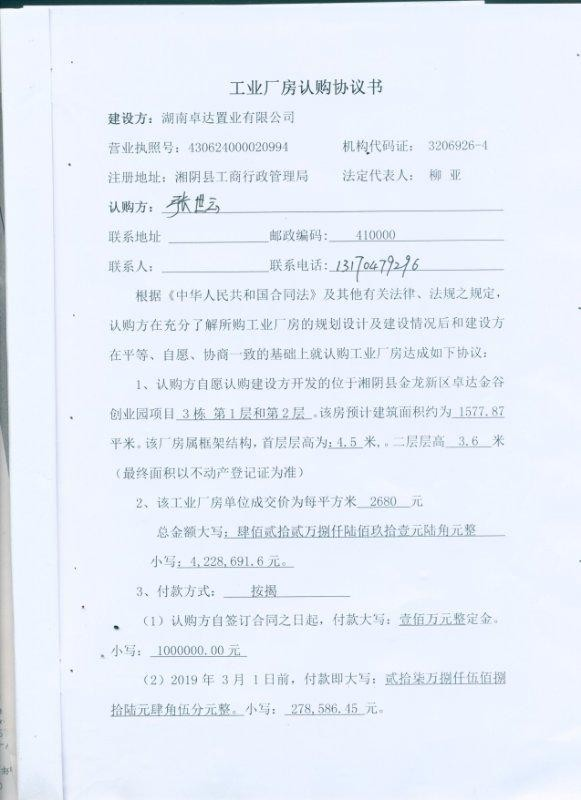 工业厂房认购协议书
建设方：湖南卓达置业有限公司
营业执照号：430624000020994 机构代码证： 3206926-4
注册地址：湘阴县工商行政管理局 法定代表人： 柳 亚
认购方：张世云
联系地址 邮政编码： 410000
联系人： 联系电话：13170479296
根据《中华人民共和国合同法》及其他有关法律、法规之规定，
认购方在充分了解所购工业厂房的规划设计及建设情况后和建设方
在平等、自愿、协商一致的基础上就认购工业厂房达成如下协议：
1、认购方自愿认购建设方开发的位于湘阴县金龙新区卓达金谷
创业园项目 3 栋 第 1 层和第 2 层 。该房预计建筑面积约为 1577.87
平米。该厂房属框架结构，首层层高为：4.5 米，。二层层高 3.6 米
（最终面积以不动产登记证为准）
2、该工业厂房单位成交价为每平方米 2680 元
总金额大写：肆佰贰拾贰万捌仟陆佰玖拾壹元陆角元整
小写：4,228,691.6 元。
3、付款方式： 按揭
（1）认购方自签订合同之日起，付款大写：壹佰万元整定金。
小写： 1000000.00 元
（2）2019 年 3 月 1 日前，付款即大写：贰拾柒万捌仟伍佰捌
拾陆元肆角伍分元整。小写： 278,586.45 元。